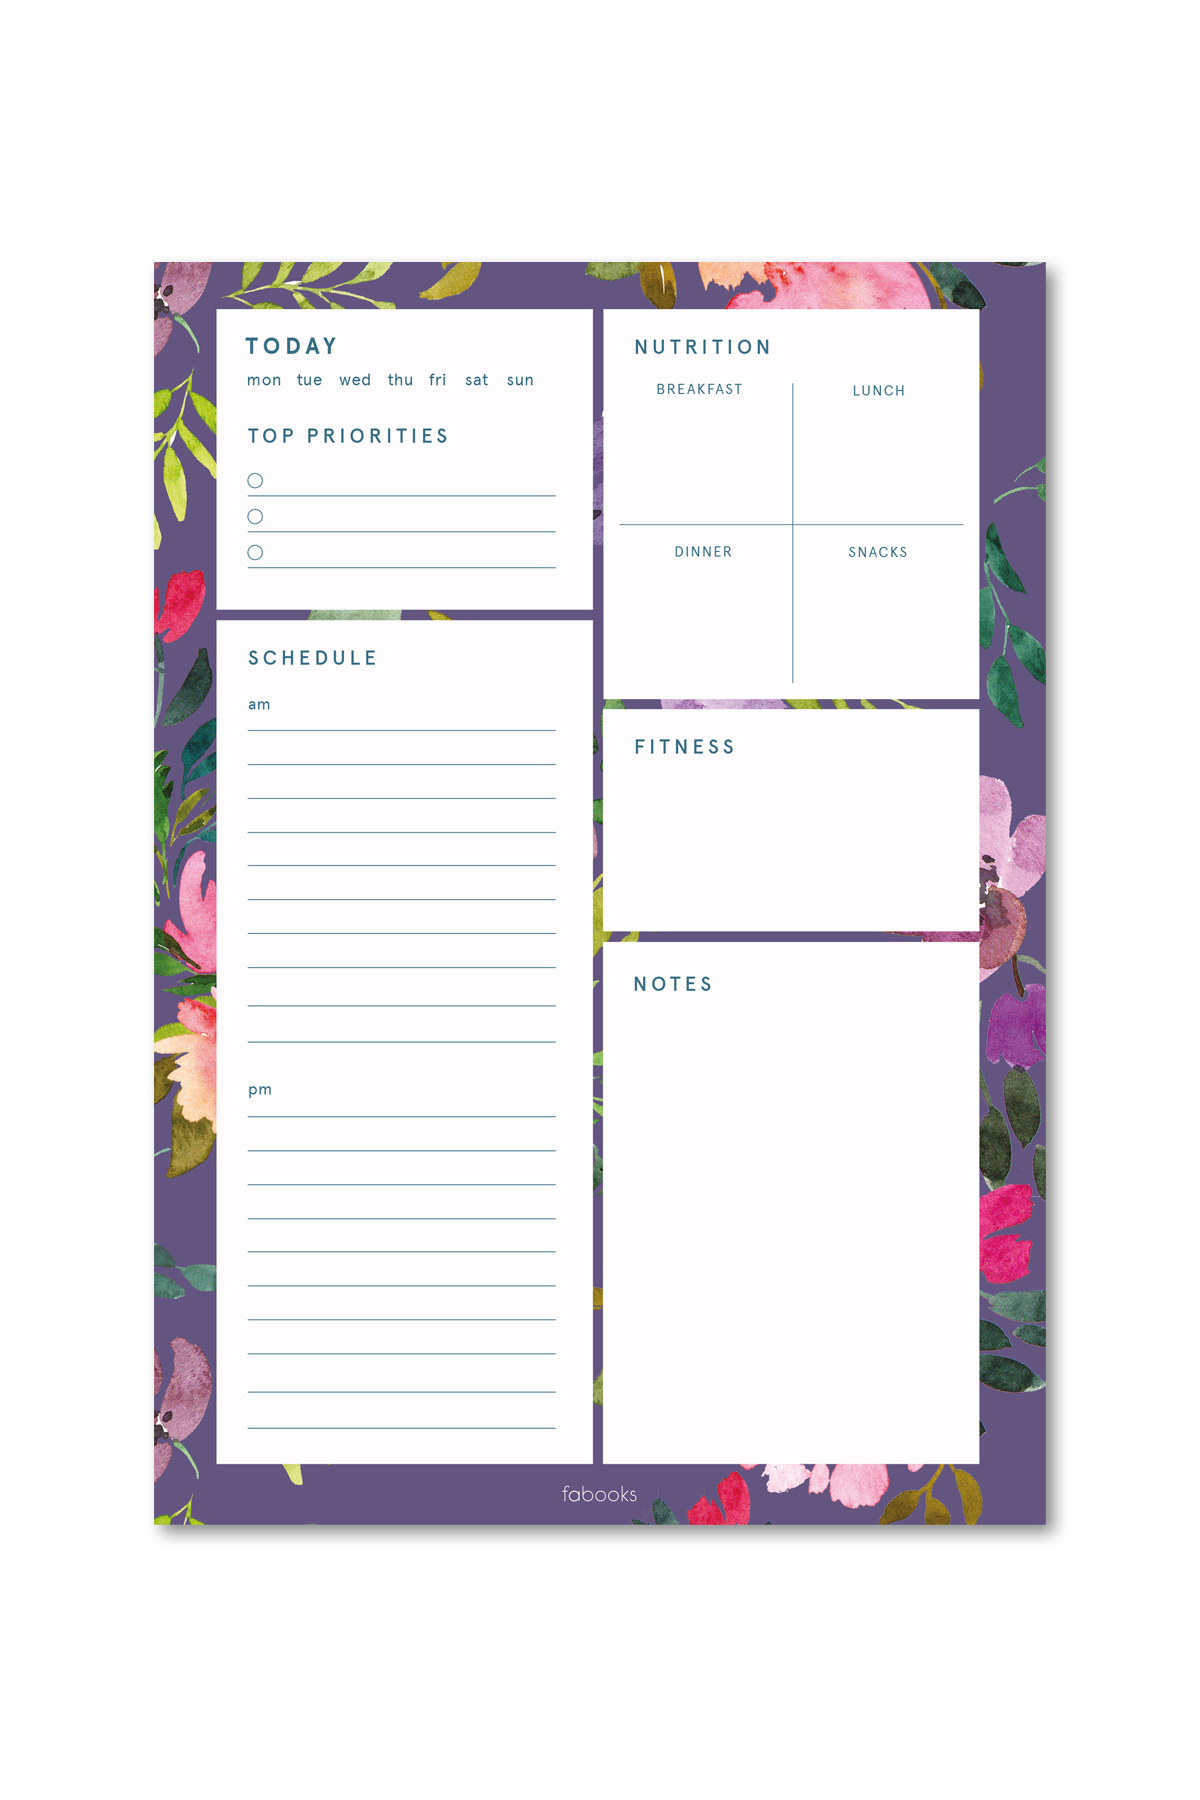 TODAY
mon tue wed thu fri sat sun
TOP PRIORITIES
SCHEDULE
am
pm
NUTRITION
BREAKFAST LUNCH
DINNER SNACKS
FITNESS
NOTES
fabooks